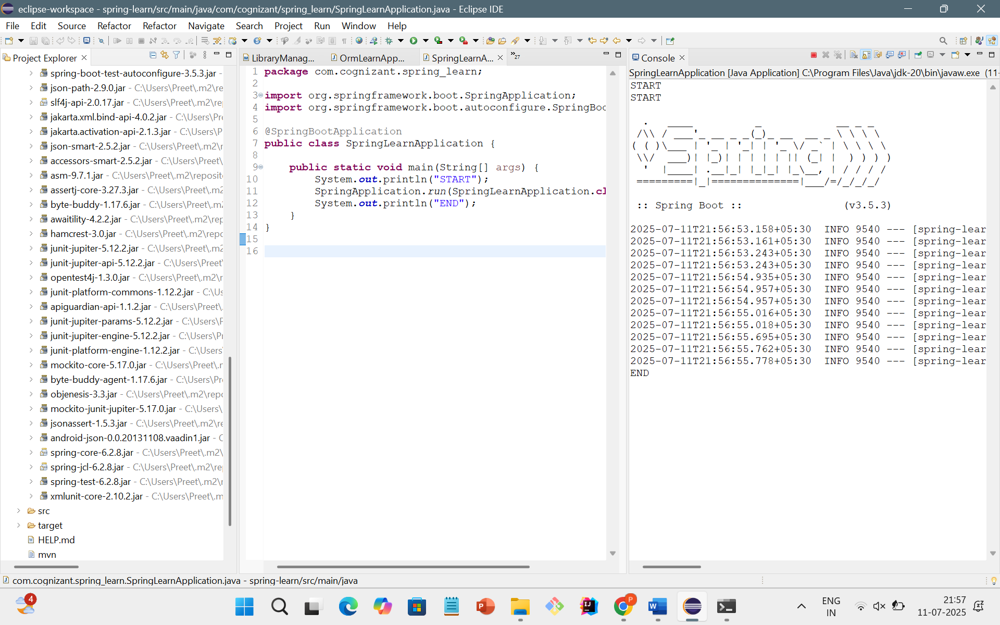 eclipse-workspace - spring-learn/src/main/java/com/cognizant/spring_learn/SpringLearnApplication.java - Eclipse IDE
File Edit Source Refactor Refactor Navigate Search Project Run Window Help
Project Explorer
spring-boot-test-autoconfigure-3.5.3.jar -
json-path-2.9.0.jar - C:\Users\Preet\.m2\re
slf4j-api-2.0.17.jar - C:\Users\Preet\.m2\re
jakarta.xml.bind-api-4.0.2.jar - C:\Users\Pre
jakarta.activation-api-2.1.3.jar - C:\Users\P
json-smart-2.5.2.jar - C:\Users\Preet\.m2\r
accessors-smart-2.5.2.jar - C:\Users\Preet\
asm-9.7.1.jar - C:\Users\Preet\.m2\reposit
assertj-core-3.27.3.jar - C:\Users\Preet\.m2
byte-buddy-1.17.6.jar - C:\Users\Preet\.m2
awaitility-4.2.2.jar - C:\Users\Preet\.m2\rep
hamcrest-3.0.jar - C:\Users\Preet\.m2\repo
junit-jupiter-5.12.2.jar - C:\Users\Preet\.m2
junit-jupiter-api-5.12.2.jar - C:\Users\Preet
opentest4j-1.3.0.jar - C:\Users\Preet\.m2\r
junit-platform-commons-1.12.2.jar - C:\Us
apiguardian-api-1.1.2.jar - C:\Users\Preet\.
junit-jupiter-params-5.12.2.jar - C:\Users\P
junit-jupiter-engine-5.12.2.jar - C:\Users\Pr
junit-platform-engine-1.12.2.jar - C:\Users
mockito-core-5.17.0.jar - C:\Users\Preet\.r
byte-buddy-agent-1.17.6.jar - C:\Users\Pr
objenesis-3.3.jar - C:\Users\Preet\.m2\repo
mockito-junit-jupiter-5.17.0.jar - C:\Users\
jsonassert-1.5.3.jar - C:\Users\Preet\.m2\re
android-json-0.0.20131108.vaadin1.jar - C
spring-core-6.2.8.jar - C:\Users\Preet\.m2\
spring-jcl-6.2.8.jar - C:\Users\Preet\.m2\rep
spring-test-6.2.8.jar - C:\Users\Preet\.m2\r
xmlunit-core-2.10.2.jar - C:\Users\Preet\.m
src
target
HELP.md
mvn
LibraryManag... OrmLearnApp... SpringLearnA... »27
1 package com.cognizant.spring_learn;
2
3 import org.springframework.boot.SpringApplication;
4 import org.springframework.boot.autoconfigure.SpringBoo
5
6 @SpringBootApplication
7 public class SpringLearnApplication {
8
9 public static void main(String[] args) {
10 System.out.println("START");
11 SpringApplication.run(SpringLearnApplication.cl
12 System.out.println("END");
13 }
14 }
15
16
Console
SpringLearnApplication [Java Application] C:\Program Files\Java\jdk-20\bin\javaw.exe (11-
START
START
Spring
:: Spring Boot :: (v3.5.3)
2025-07-11T21:56:53.158+05:30 INFO 9540 --- [spring-lear
2025-07-11T21:56:53.161+05:30 INFO 9540 --- [spring-lear
2025-07-11T21:56:53.243+05:30 INFO 9540 --- [spring-lear
2025-07-11T21:56:53.243+05:30 INFO 9540 --- [spring-lear
2025-07-11T21:56:54.935+05:30 INFO 9540 --- [spring-lear
2025-07-11T21:56:54.957+05:30 INFO 9540 --- [spring-lear
2025-07-11T21:56:54.957+05:30 INFO 9540 --- [spring-lear
2025-07-11T21:56:55.016+05:30 INFO 9540 --- [spring-lear
2025-07-11T21:56:55.018+05:30 INFO 9540 --- [spring-lear
2025-07-11T21:56:55.695+05:30 INFO 9540 --- [spring-lear
2025-07-11T21:56:55.762+05:30 INFO 9540 --- [spring-lear
2025-07-11T21:56:55.778+05:30 INFO 9540 --- [spring-lear
END
com.cognizant.spring_learn.SpringLearnApplication.java - spring-learn/src/main/java
4
ENG
IN
21:57
11-07-2025